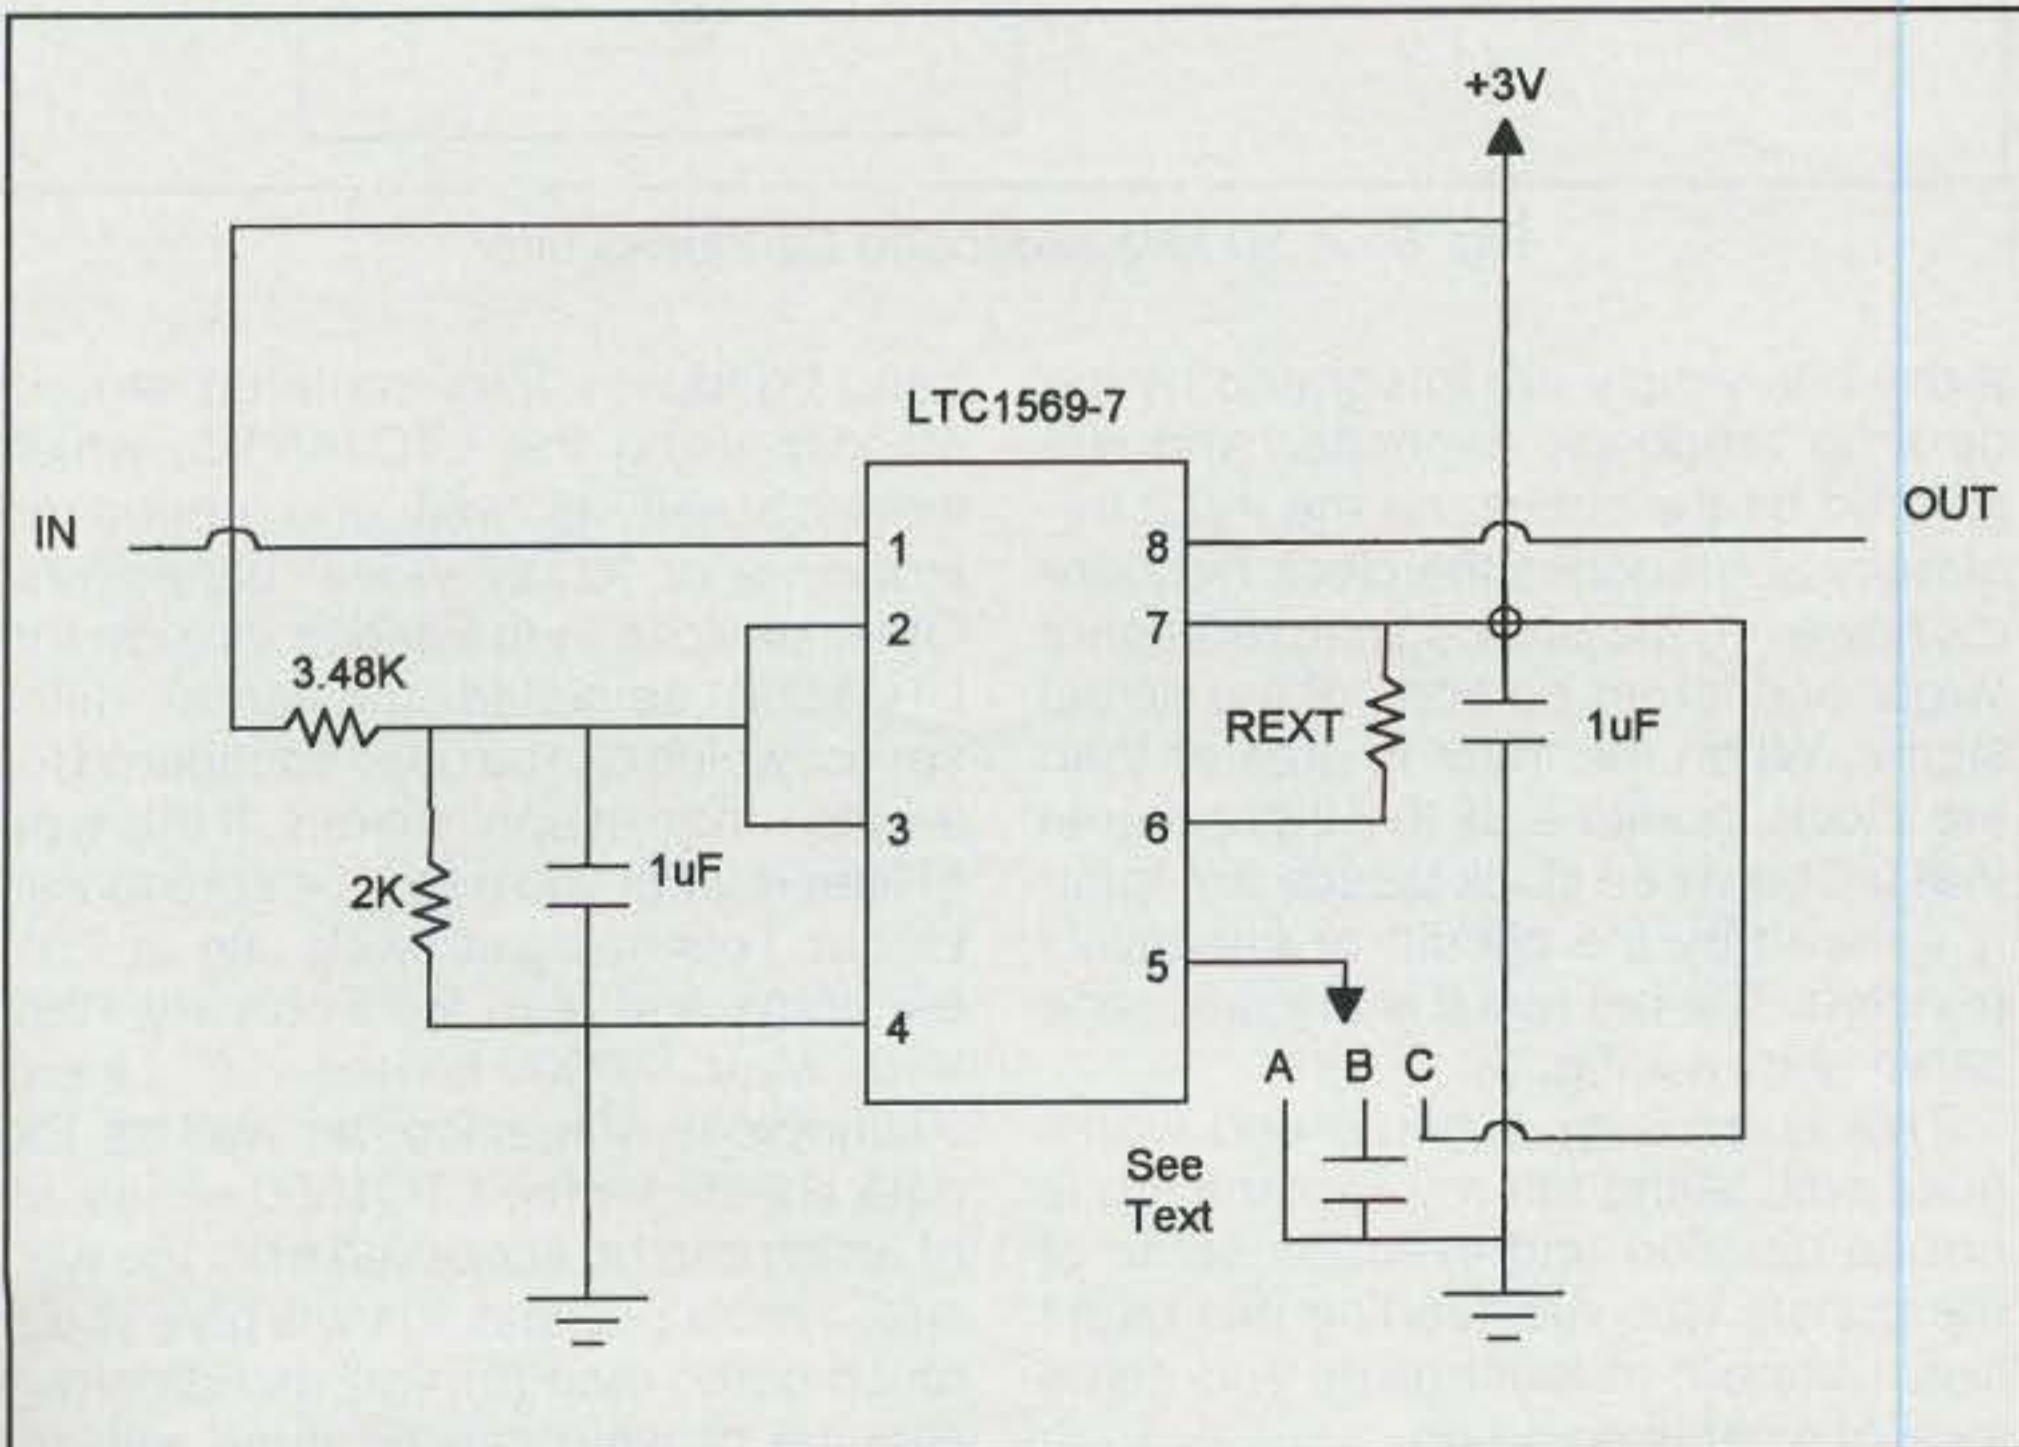 +3V
LTC1569-7
IN
OUT
1
8
2
7
3.48K
REXT
1uF
3
6
2K
1uF
5
4
A B C
See
Text